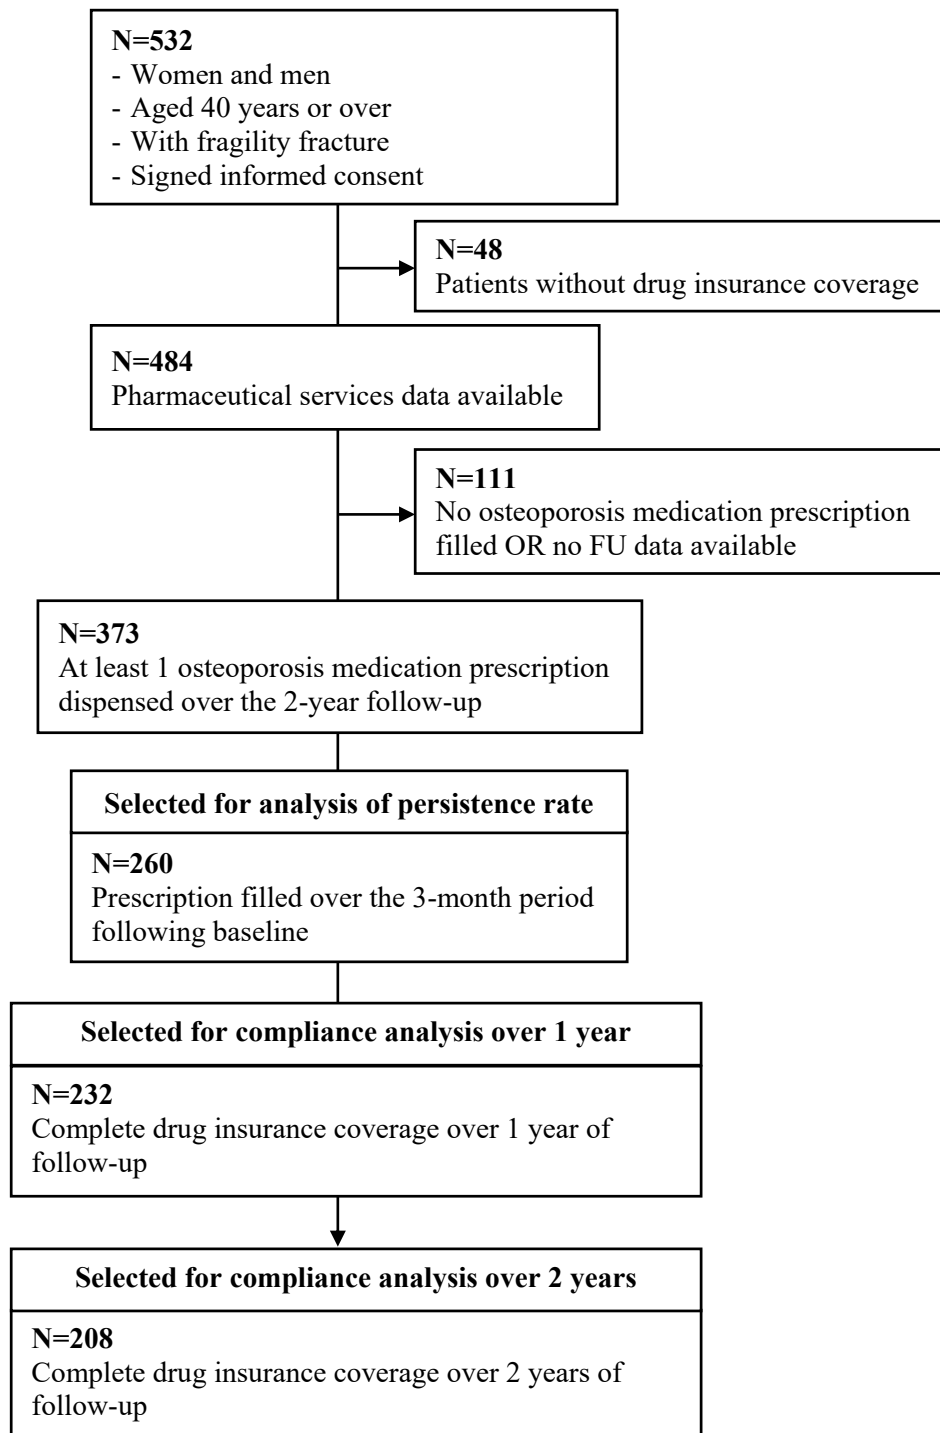 N=532
- Women and men
- Aged 40 years or over
- With fragility fracture
- Signed informed consent
N=48
Patients without drug insurance coverage
N=484
Pharmaceutical services data available
N=111
No osteoporosis medication prescription
filled OR no FU data available
N=373
At least 1 osteoporosis medication prescription
dispensed over the 2-year follow-up
Selected for analysis of persistence rate
N=260
Prescription filled over the 3-month period
following baseline
Selected for compliance analysis over 1 year
N=232
Complete drug insurance coverage over 1 year of
follow-up
Selected for compliance analysis over 2 years
N=208
Complete drug insurance coverage over 2 years of
follow-up